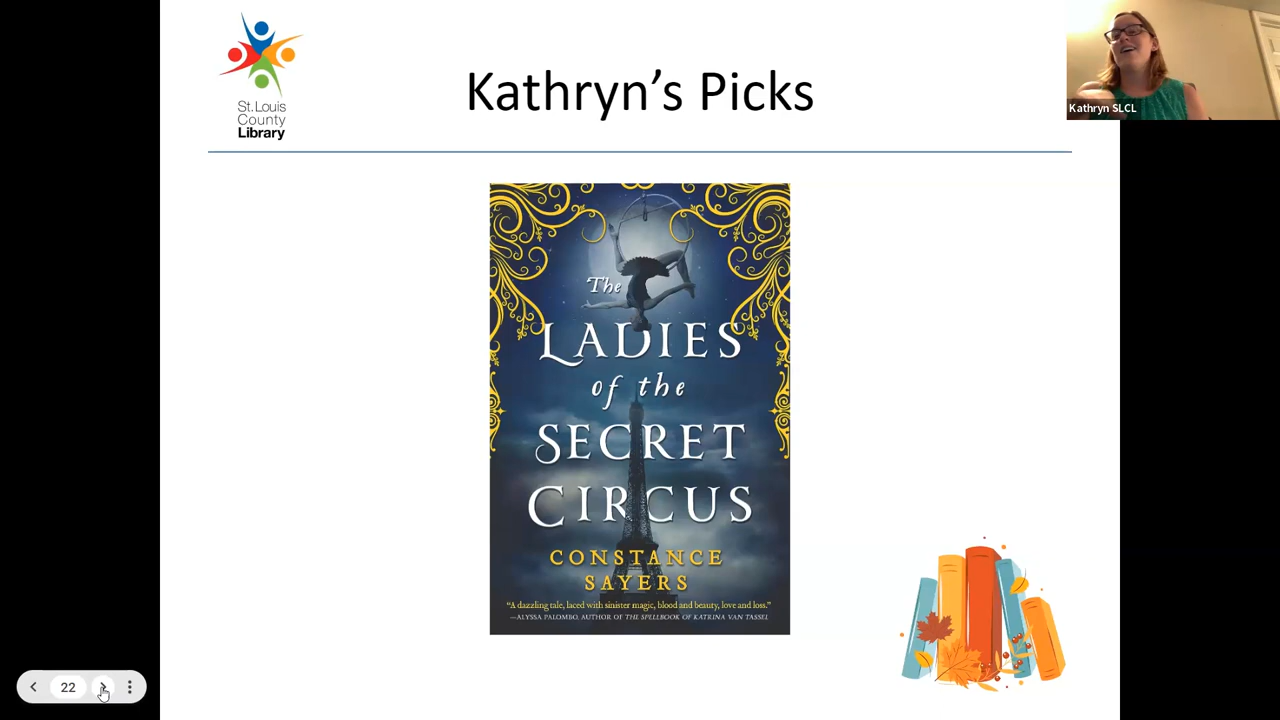 St.Louis
County
Library
Kathryn's Picks
Kathryn SLCL
The
LADIES
of the
SECRET
CIRCUS
CONSTANCE
SAYERS
"A dazzling tale, laced with sinister magic, blood and beauty, love and loss."
—ALYSSA PALOMBO, AUTHOR OF THE SPELLBOOK OF KATRINA VAN TASSEL
22